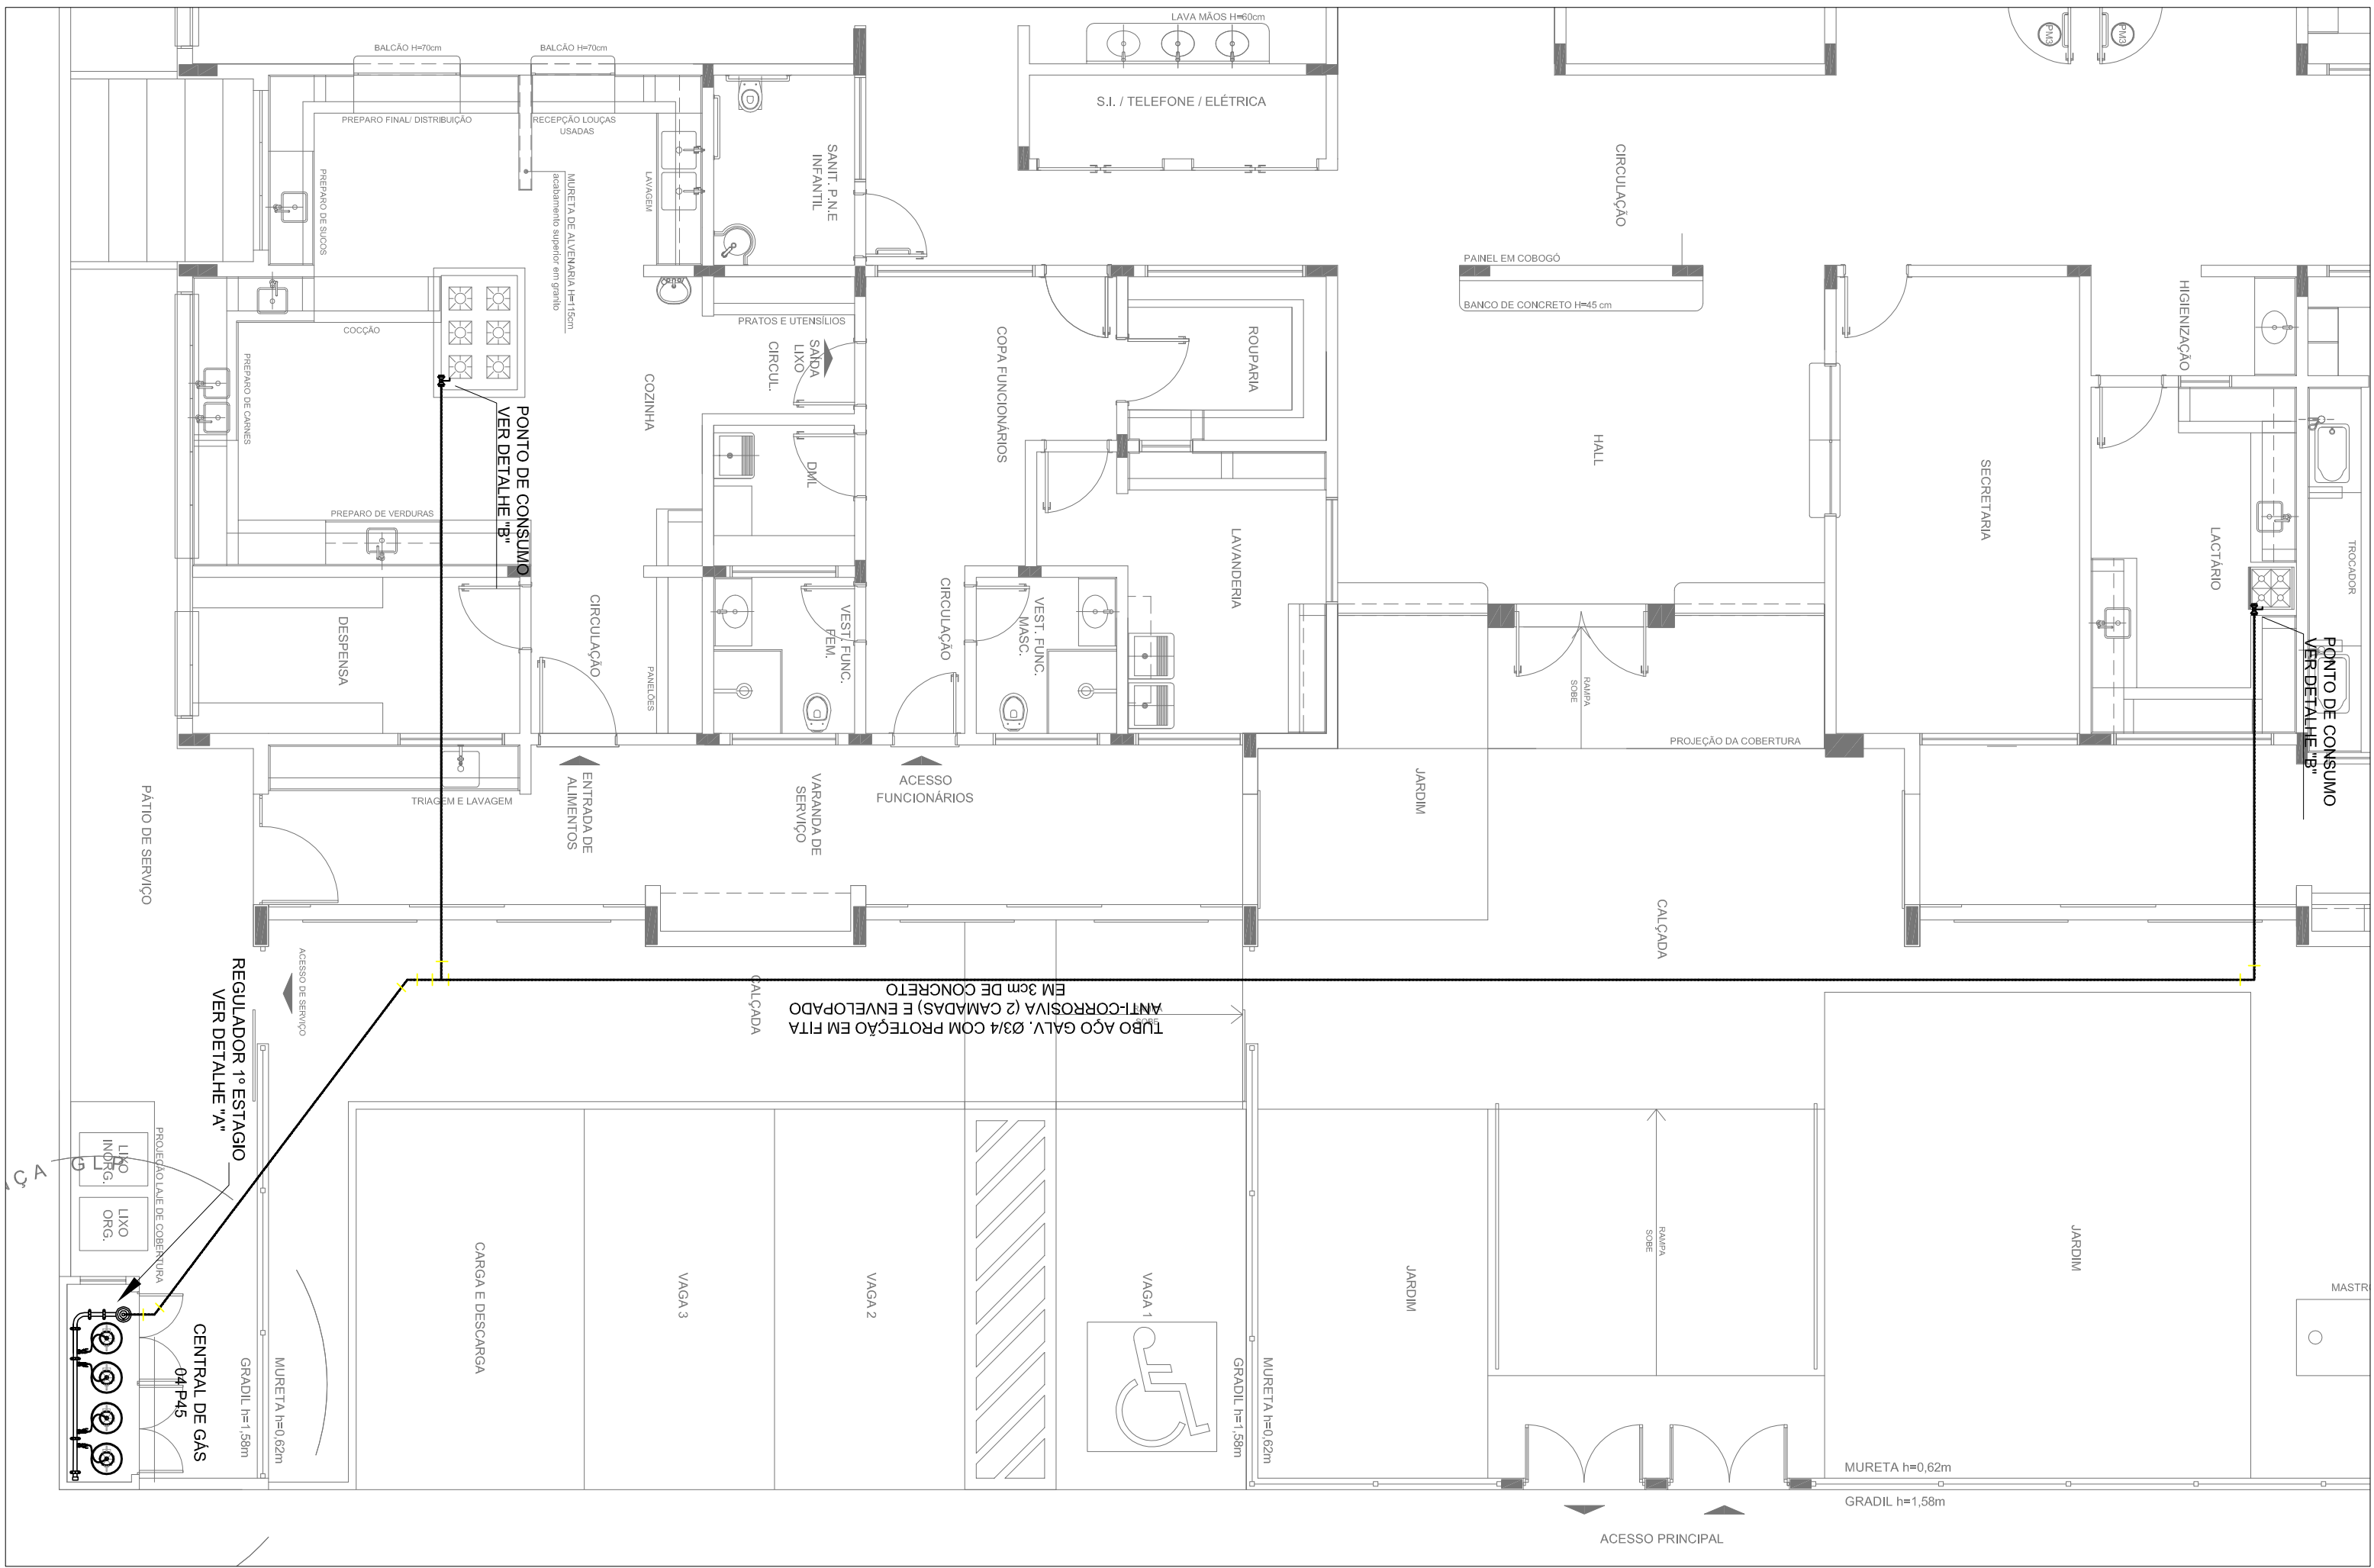 LAVA MÃOS H=60cm
PM3
PM3
BALCÃO H=70cm
BALCÃO H=70cm
S.I. / TELEFONE / ELÉTRICA
PREPARO FINAL/ DISTRIBUIÇÃO
RECEPÇÃO LOUÇAS
USADAS
SANIT. P.N.E
INFANTIL
CIRCULAÇÃO
PREPARO DE SUCOS
MURETA DE ALVENARIA H=115cm
acabamento superior em granito
LAVAGEM
PAINEL EM COBOGÓ
BANCO DE CONCRETO H=45 cm
HIGIENIZAÇÃO
COCÇÃO
PRATOS E UTENSÍLIOS
COPA FUNCIONÁRIOS
ROUPARIA
PREPARO DE CARNES
COZINHA
CIRCUL.
SAÍDA
LIXO
PONTO DE CONSUMO
VER DETALHE "B"
DML
HALL
SECRETARIA
PREPARO DE VERDURAS
LAVANDERIA
LACTÁRIO
TROCADOR
DESPENSA
CIRCULAÇÃO
PANELÕES
VEST. FUNC.
FEM.
CIRCULAÇÃO
VEST. FUNC.
MASC.
RAMPA
SOBE
PONTO DE CONSUMO
VER DETALHE "B"
PROJEÇÃO DA COBERTURA
PÁTIO DE SERVIÇO
TRIAGEM E LAVAGEM
ENTRADA DE
ALIMENTOS
VARANDA DE
SERVIÇO
ACESSO
FUNCIONÁRIOS
JARDIM
CALÇADA
REGULADOR 1º ESTAGIO
VER DETALHE "A"
ACESSO DE SERVIÇO
CALÇADA
TUBO AÇO GALV. Ø3/4 COM PROTEÇÃO EM FITA
ANTI-CORROSIVA (2 CAMADAS) E ENVELOPADO
EM 3cm DE CONCRETO
RAMPA
SOBE
AÇA GLP
LIXO
INORG.
LIXO
ORG.
PROJEÇÃO LAJE DE COBERTURA
CENTRAL DE GÁS
04 P45
GRADIL h=1,58m
MURETA h=0,62m
CARGA E DESCARGA
VAGA 3
VAGA 2
VAGA 1
GRADIL h=1,58m
MURETA h=0,62m
JARDIM
RAMPA
SOBE
JARDIM
MASTR
MURETA h=0,62m
GRADIL h=1,58m
ACESSO PRINCIPAL